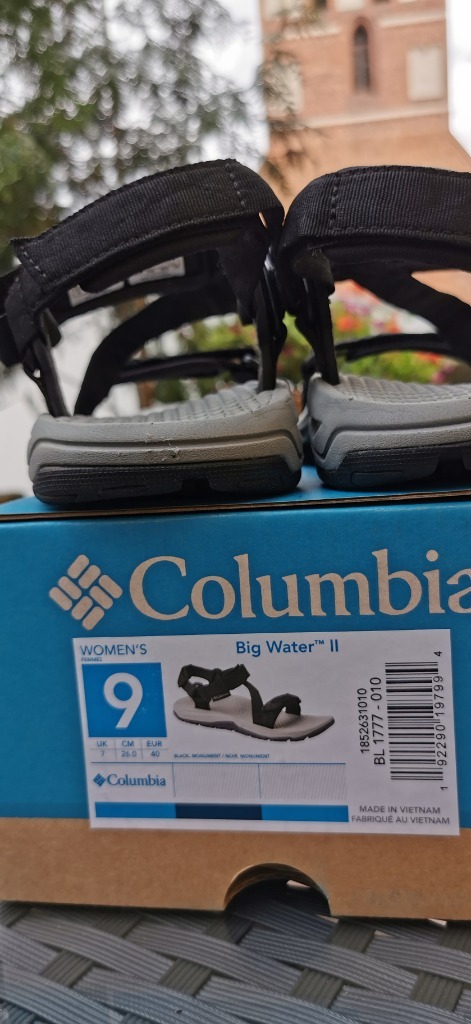 Columbia
WOMEN'S
FEMMES
Big Water™ II
9
UK CM EUR
7 26.0 40
BLACK, MONUMENT / NOIR, MONUMENT
Columbia
1852631010
BL 1777 - 010
1 92290 19799 4
MADE IN VIETNAM
FABRIQUÉ AU VIETNAM